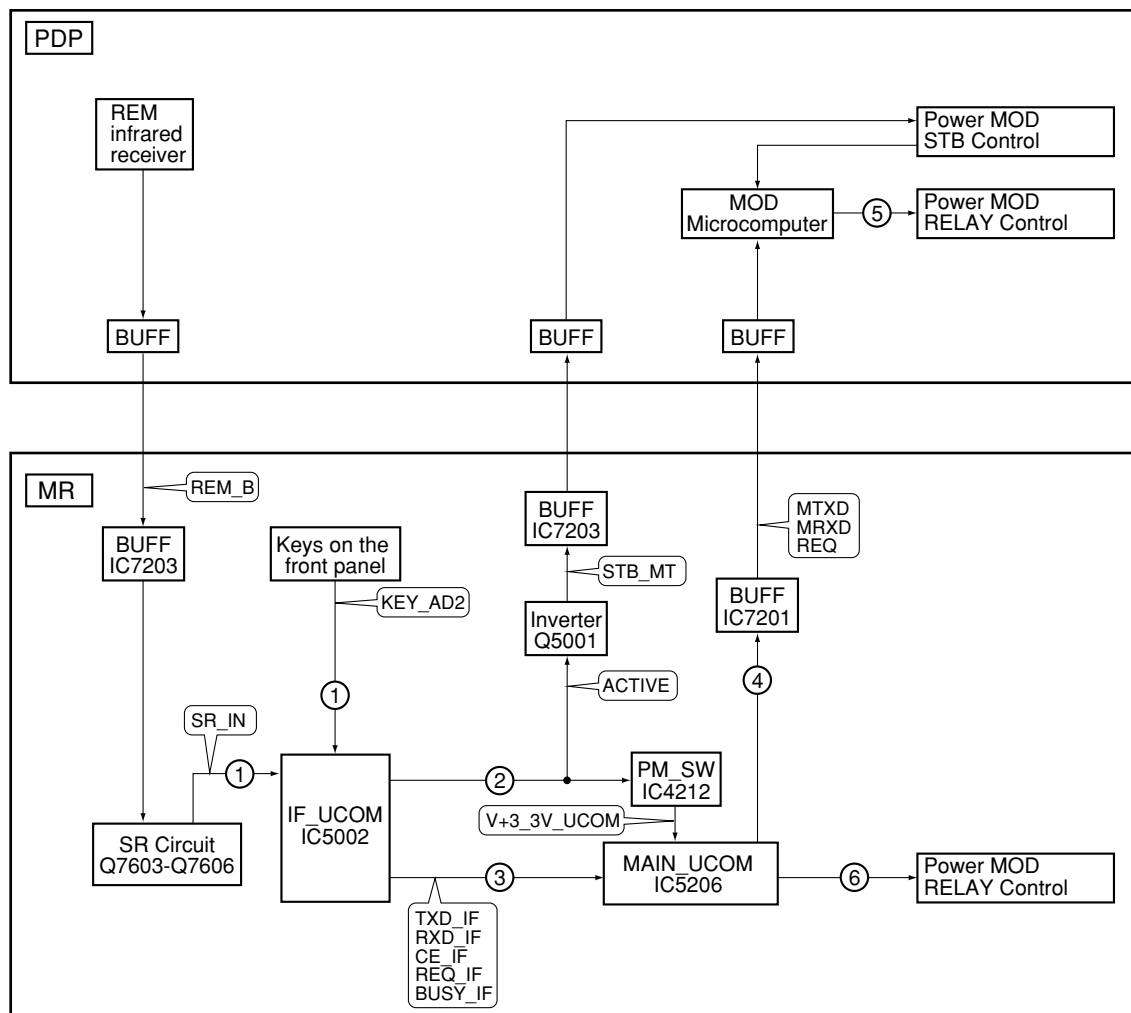 PDP
REM
infrared
receiver
Power MOD
STB Control
MOD
Microcomputer
5
Power MOD
RELAY Control
BUFF
BUFF
BUFF
MR
REM_B
BUFF
IC7203
Keys on the
front panel
KEY_AD2
BUFF
IC7203
STB_MT
Inverter
Q5001
ACTIVE
MTXD
MRXD
REQ
BUFF
IC7201
4
1
SR_IN
1
SR Circuit
Q7603-Q7606
IF_UCOM
IC5002
2
PM_SW
IC4212
V+3_3V_UCOM
3
MAIN_UCOM
IC5206
6
Power MOD
RELAY Control
TXD_IF
RXD_IF
CE_IF
REQ_IF
BUSY_IF